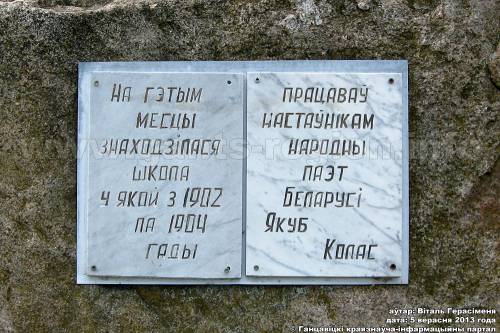 На гэтым
месцы
знаходзілася
школа
ў якой з 1902
па 1904
гады
працаваў
настаўнікам
народны
паэт
Беларусі
Якуб
Колас
аўтар: Віталь Герасіменя
дата: 5 верасня 2013 года
Ганцавіцкі краязнауча-інфармацыйны партал